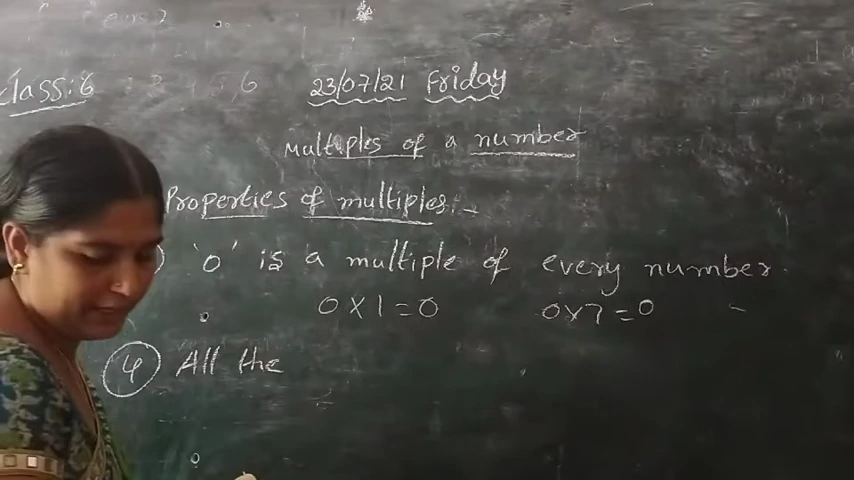 Class:6 23/07/21 Friday
Multiples of a number
Properties of multiples:-
) '0' is a multiple of every number.
0 X 1 = 0 0 X 7 = 0
(4) All the